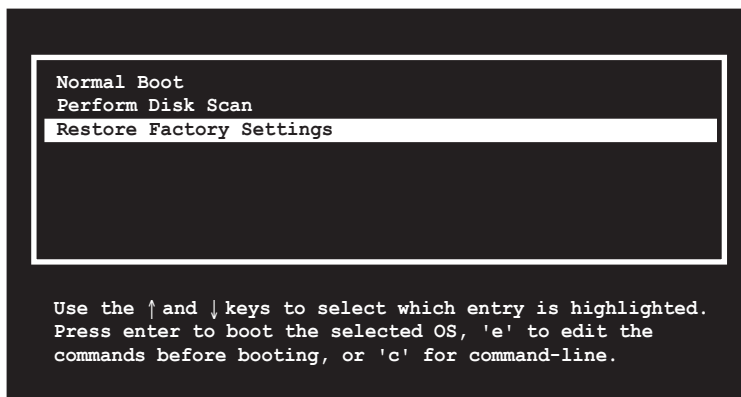 Normal Boot
Perform Disk Scan
Restore Factory Settings
Use the ↑ and ↓ keys to select which entry is highlighted.
Press enter to boot the selected OS, 'e' to edit the
commands before booting, or 'c' for command-line.